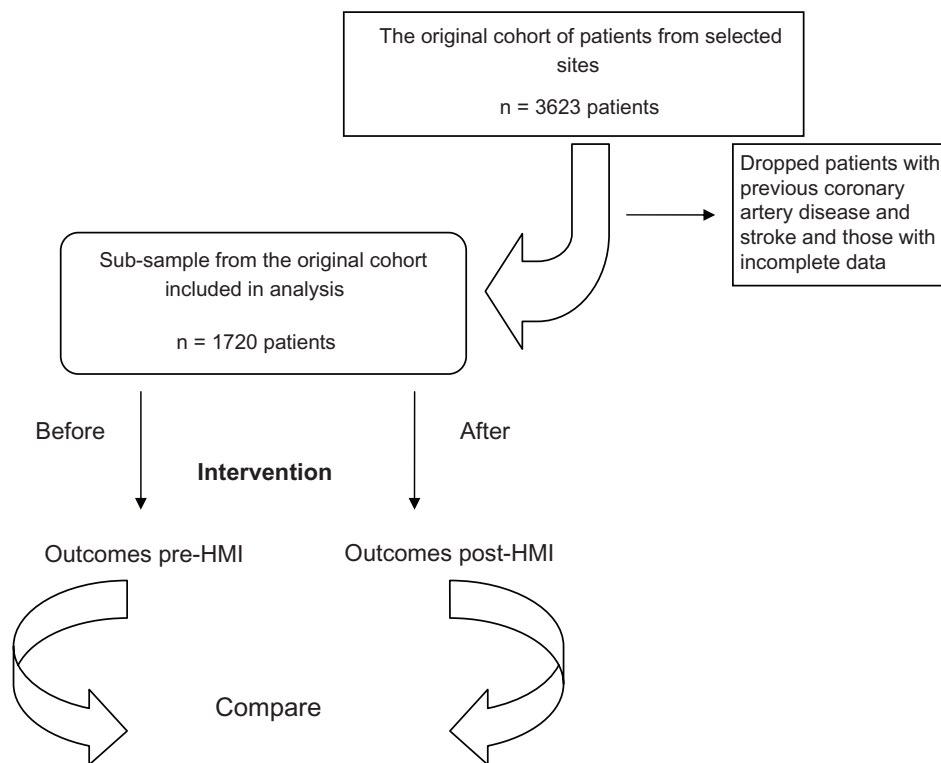 The original cohort of patients from selected
sites
n = 3623 patients
Dropped patients with
previous coronary
artery disease and
stroke and those with
incomplete data
Sub-sample from the original cohort
included in analysis
n = 1720 patients
Before
After
Intervention
Outcomes pre-HMI
Outcomes post-HMI
Compare